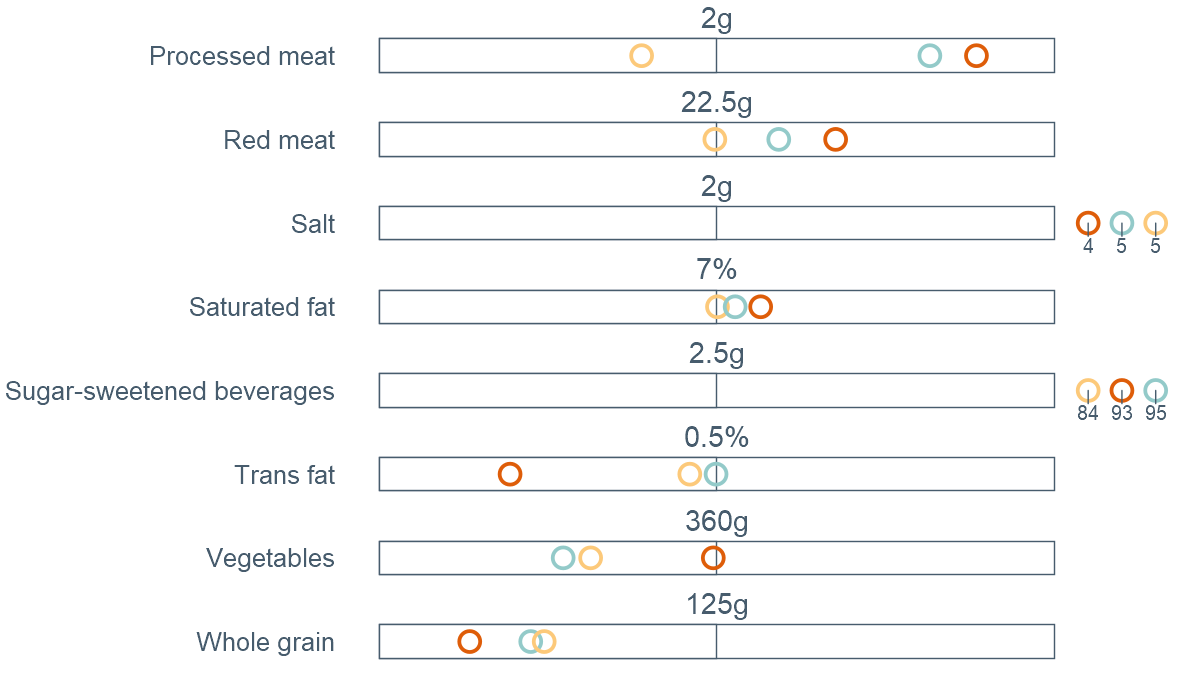 2g
Processed meat
22.5g
Red meat
2g
Salt
4 5 5
7%
Saturated fat
2.5g
Sugar-sweetened beverages
84 93 95
0.5%
Trans fat
360g
Vegetables
125g
Whole grain